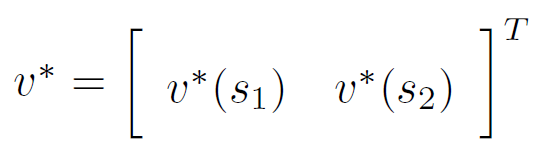 v* = [ v*(s₁) v*(s₂) ]ᵀ